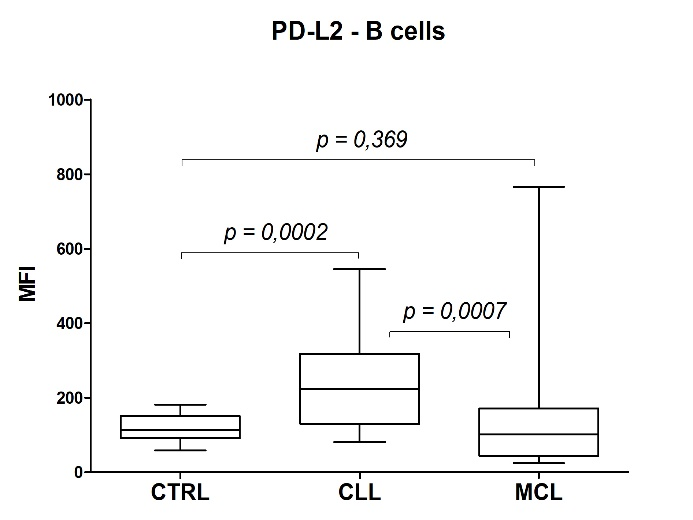 PD-L2 - B cells
1000
p = 0,369
800
p = 0,0002
600
MFI
400
p = 0,0007
200
0
CTRL CLL MCL